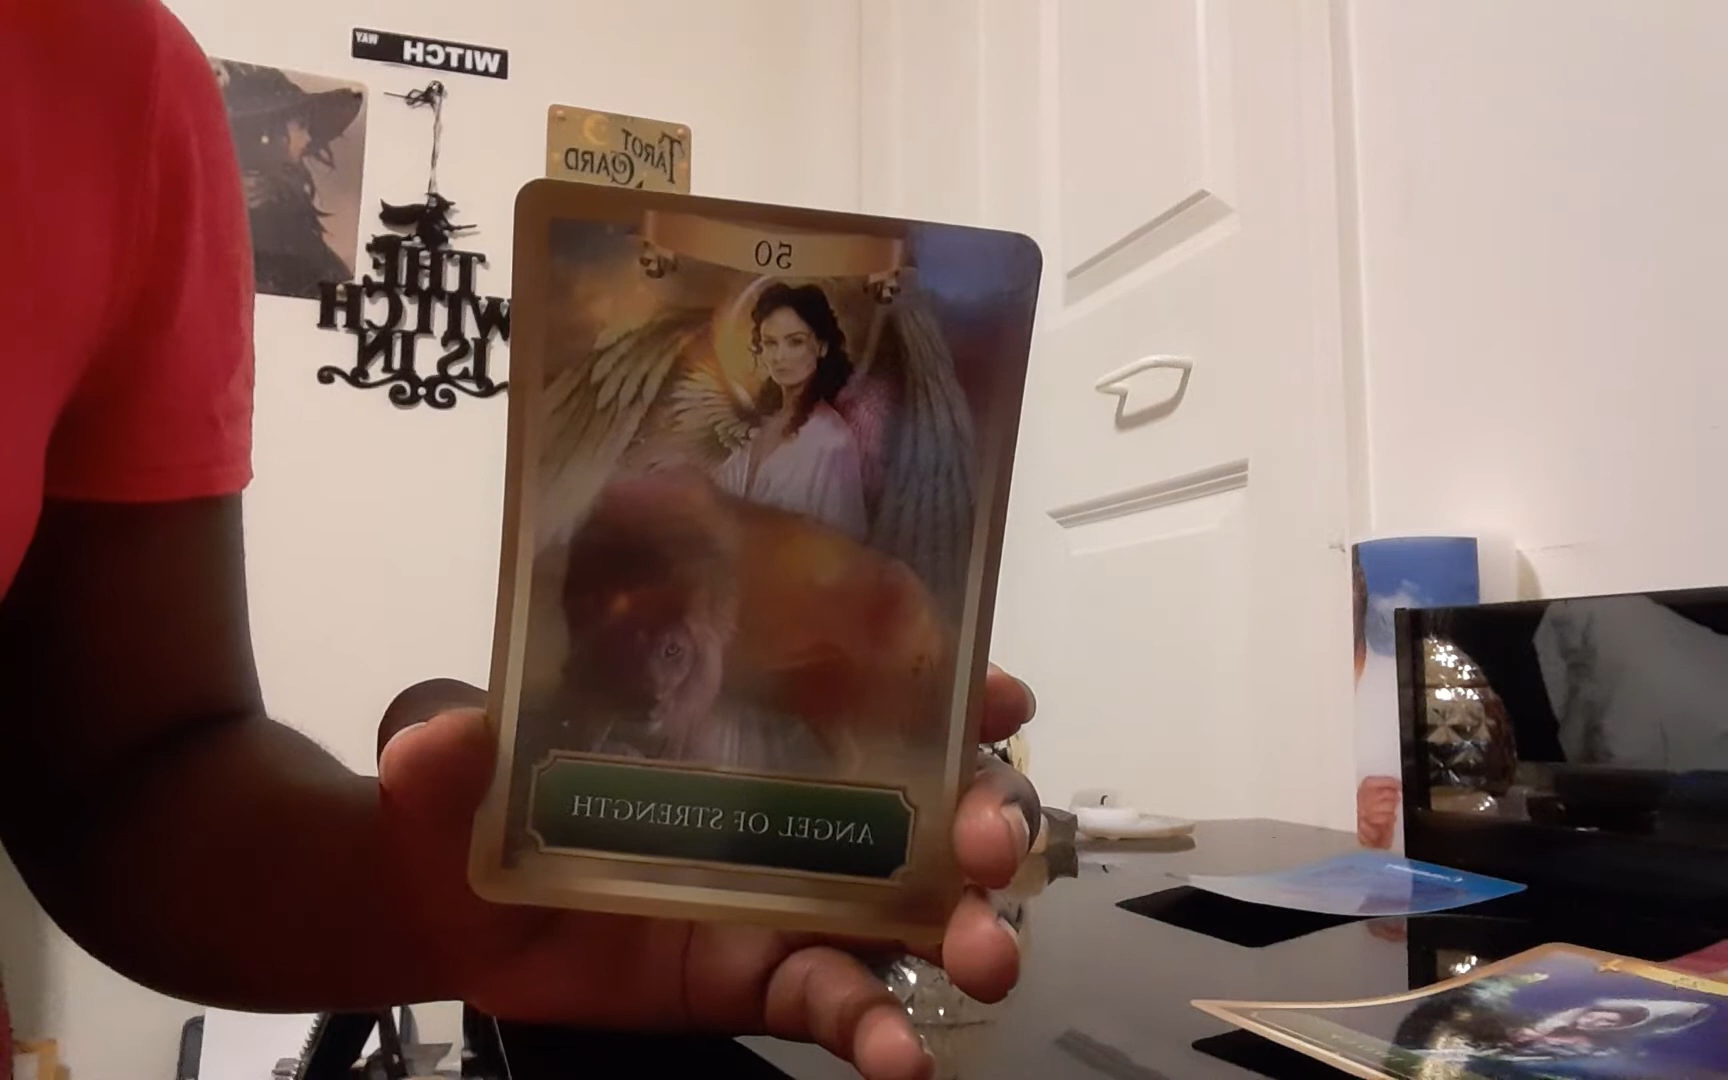 WITCH WAY
TAROT
CARD
THE
WITCH
IS IN
50
ANGEL OF STRENGTH